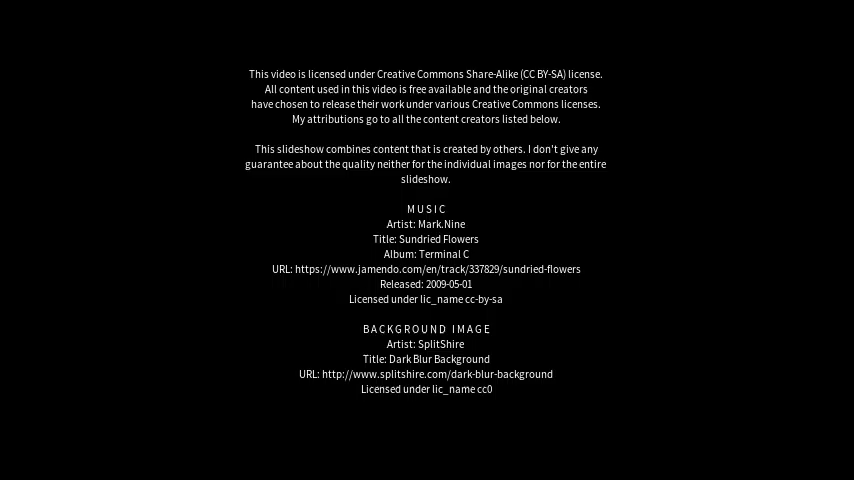 This video is licensed under Creative Commons Share-Alike (CC BY-SA) license.
All content used in this video is free available and the original creators
have chosen to release their work under various Creative Commons licenses.
My attributions go to all the content creators listed below.
This slideshow combines content that is created by others. I don't give any
guarantee about the quality neither for the individual images nor for the entire
slideshow.
MUSIC
Artist: Mark.Nine
Title: Sundried Flowers
Album: Terminal C
URL: https://www.jamendo.com/en/track/337829/sundried-flowers
Released: 2009-05-01
Licensed under lic_name cc-by-sa
BACKGROUND IMAGE
Artist: SplitShire
Title: Dark Blur Background
URL: http://www.splitshire.com/dark-blur-background
Licensed under lic_name cc0